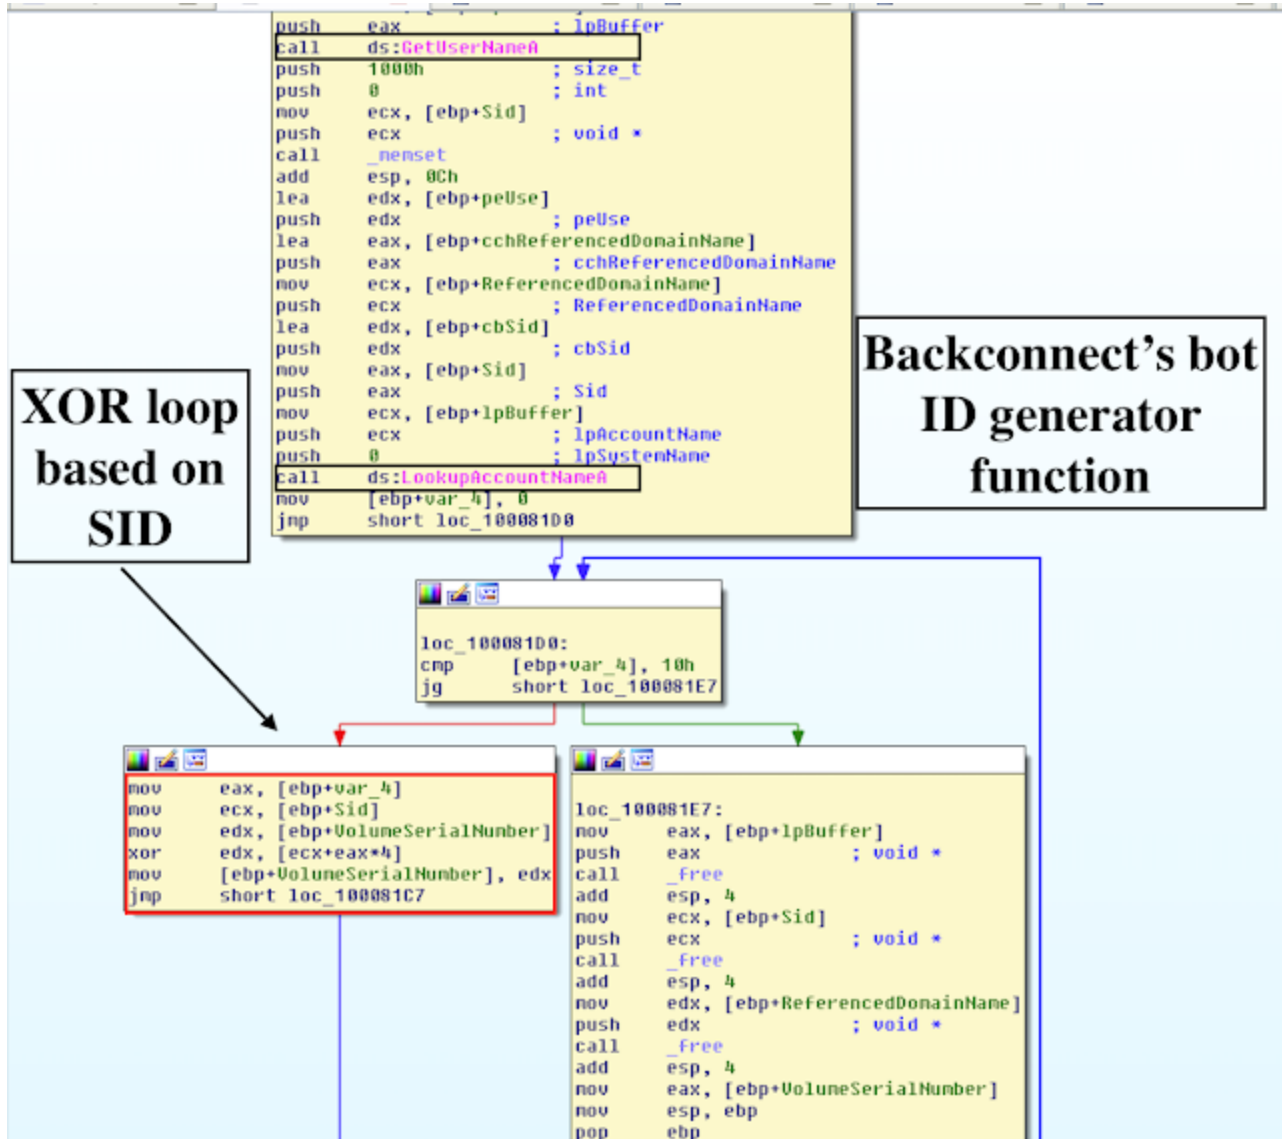 push eax ; lpBuffer
call ds:GetUserNameA
push 1000h ; size_t
push 0 ; int
mov ecx, [ebp+Sid]
push ecx ; void *
call _memset
add esp, 0Ch
lea edx, [ebp+peUse]
push edx ; peUse
lea eax, [ebp+cchReferencedDomainName]
push eax ; cchReferencedDomainName
mov ecx, [ebp+ReferencedDomainName]
push ecx ; ReferencedDomainName
lea edx, [ebp+cbSid]
push edx ; cbSid
mov eax, [ebp+Sid]
push eax ; Sid
mov ecx, [ebp+lpBuffer]
push ecx ; lpAccountName
push 0 ; lpSystemName
call ds:LookupAccountNameA
mov [ebp+var_4], 0
jmp short loc_100081D0
Backconnect's bot
ID generator
function
XOR loop
based on
SID
loc_100081D0:
cmp [ebp+var_4], 10h
jg short loc_100081E7
mov eax, [ebp+var_4]
mov ecx, [ebp+Sid]
mov edx, [ebp+VolumeSerialNumber]
xor edx, [ecx+eax*4]
mov [ebp+VolumeSerialNumber], edx
jmp short loc_100081C7
loc_100081E7:
mov eax, [ebp+lpBuffer]
push eax ; void *
call _free
add esp, 4
mov ecx, [ebp+Sid]
push ecx ; void *
call _free
add esp, 4
mov edx, [ebp+ReferencedDomainName]
push edx ; void *
call _free
add esp, 4
mov eax, [ebp+VolumeSerialNumber]
mov esp, ebp
pop ebp